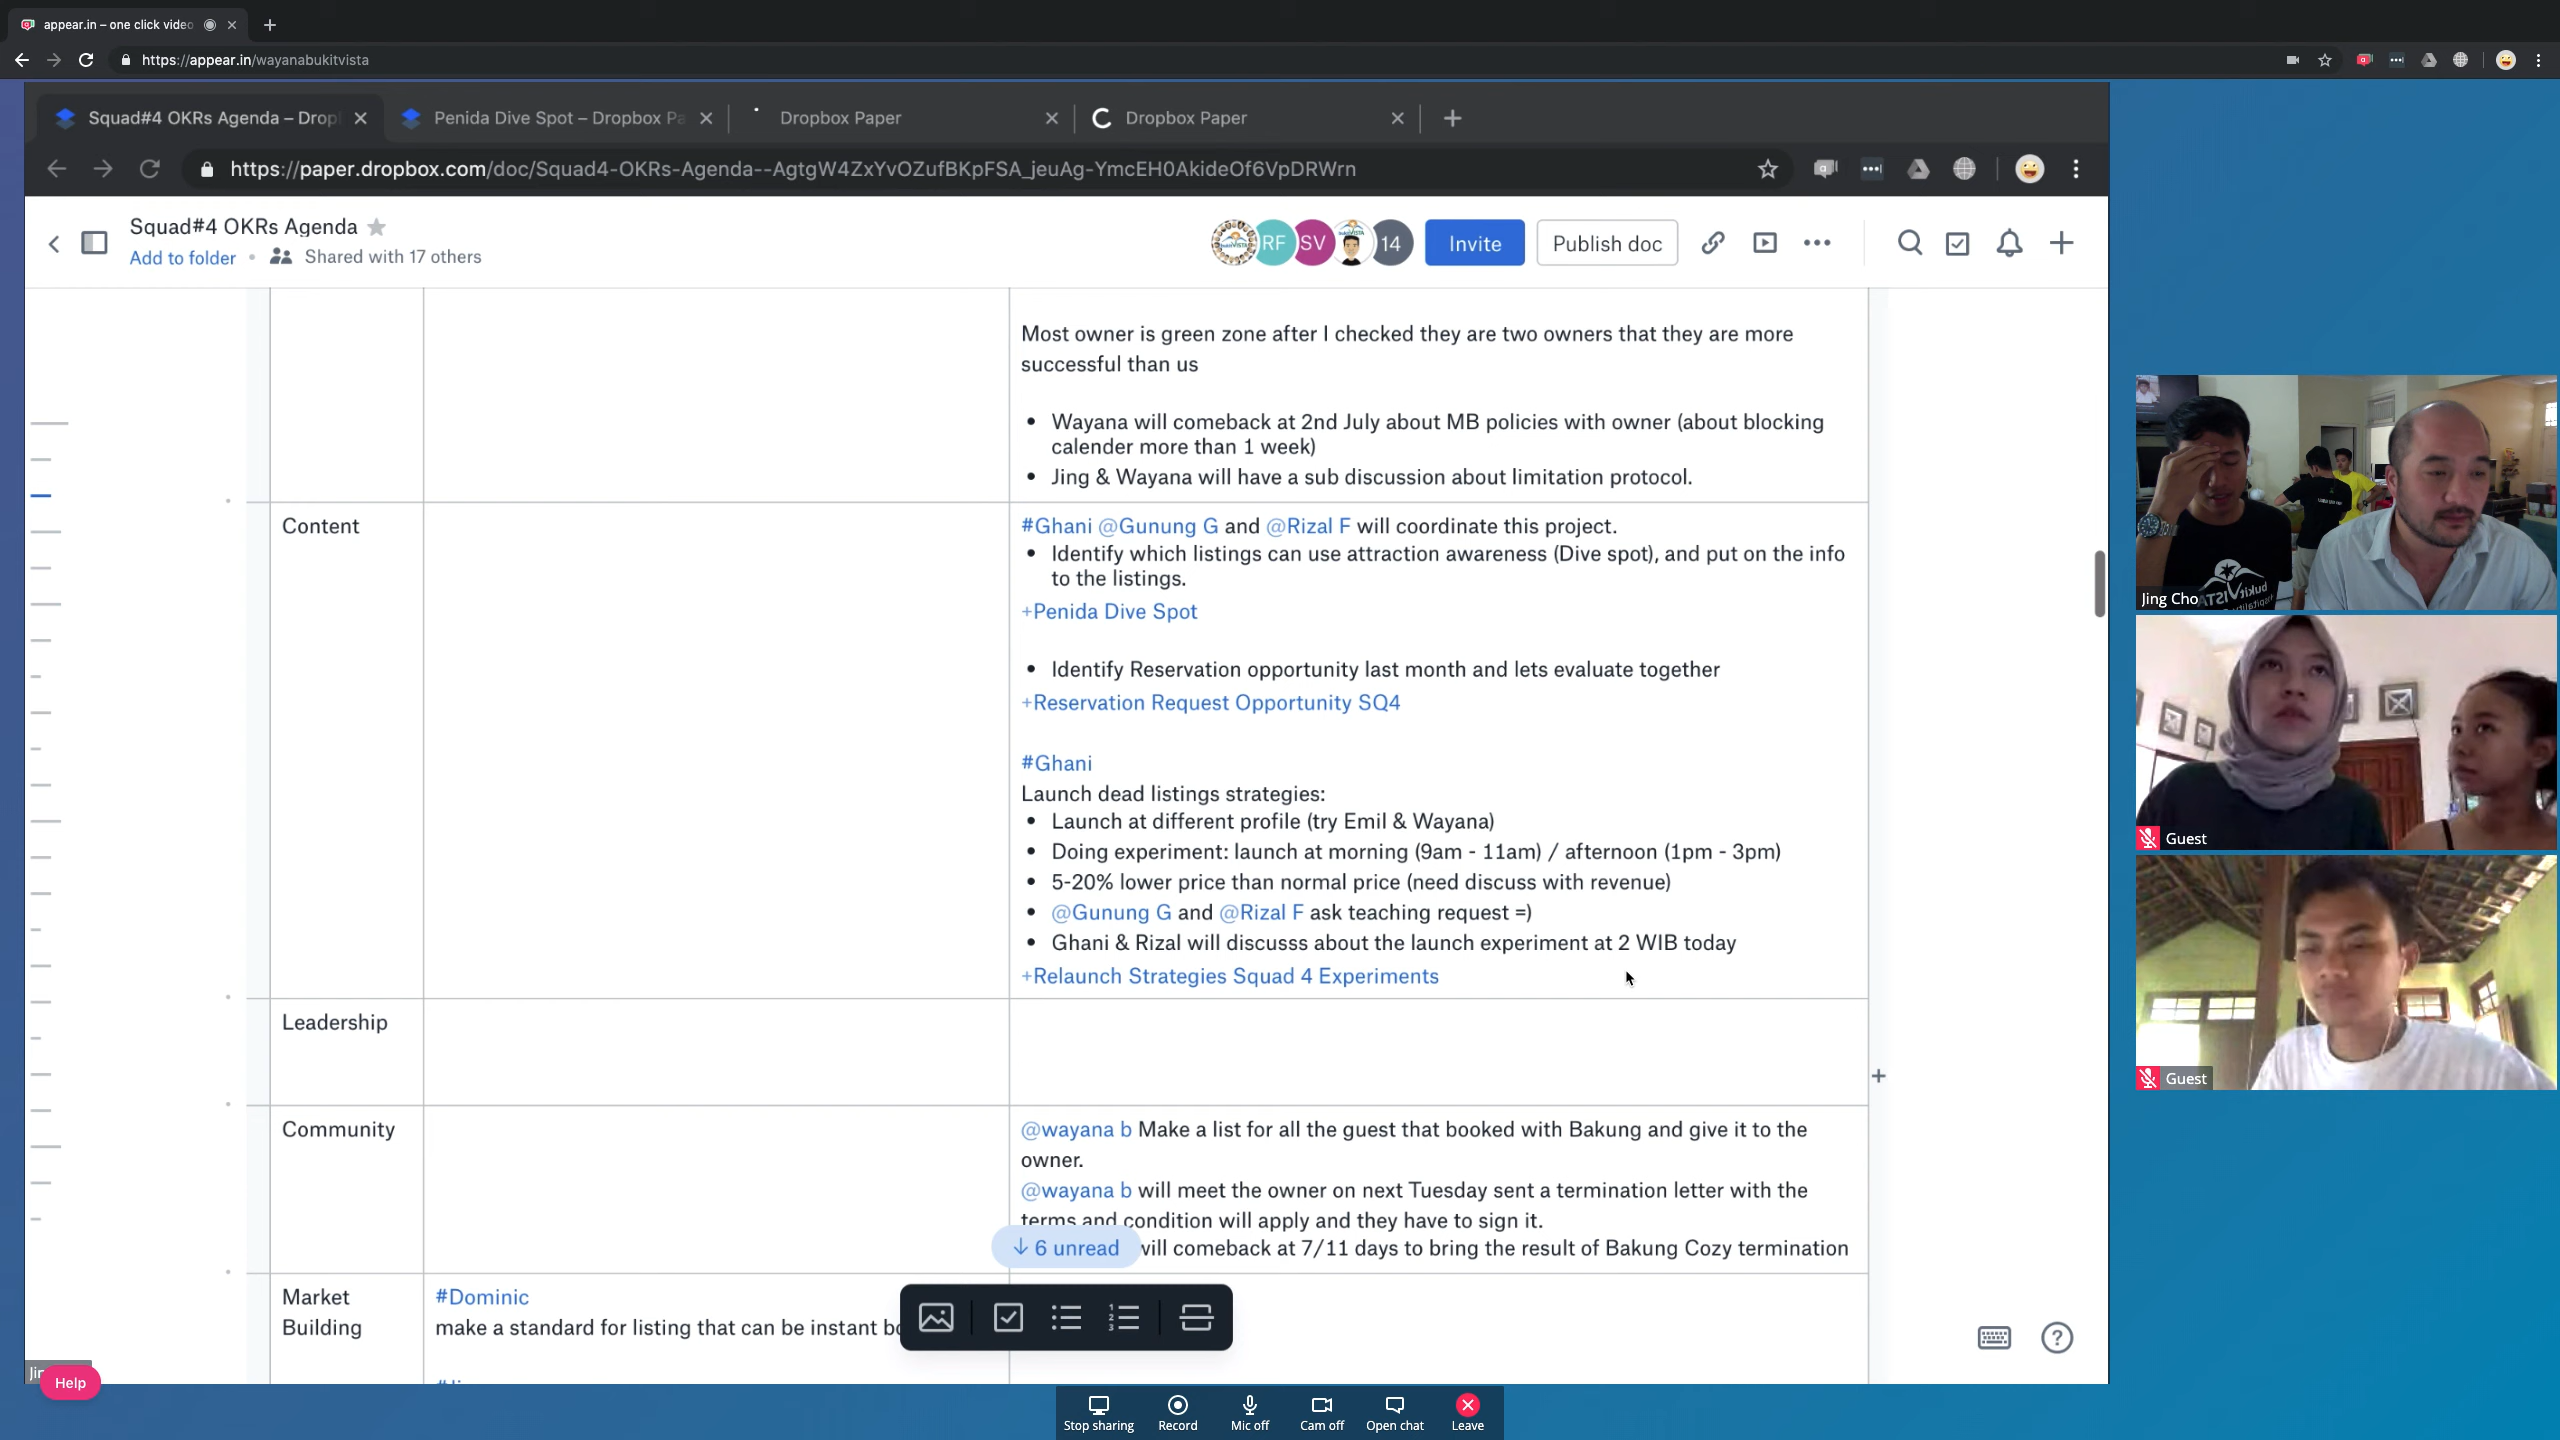 appear.in – one click video
https://appear.in/wayanabukitvista
Squad#4 OKRs Agenda – Drop
Penida Dive Spot – Dropbox Pa
Dropbox Paper
Dropbox Paper
https://paper.dropbox.com/doc/Squad4-OKRs-Agenda--AgtgW4ZxYvOZufBKpFSA_jeuAg-YmcEH0AkideOf6VpDRWrn
Squad#4 OKRs Agenda
Add to folder • Shared with 17 others
RF
SV
14
Invite
Publish doc
Most owner is green zone after I checked they are two owners that they are more
successful than us
• Wayana will comeback at 2nd July about MB policies with owner (about blocking
calender more than 1 week)
• Jing & Wayana will have a sub discussion about limitation protocol.
Content
#Ghani @Gunung G and @Rizal F will coordinate this project.
• Identify which listings can use attraction awareness (Dive spot), and put on the info
to the listings.
+Penida Dive Spot
• Identify Reservation opportunity last month and lets evaluate together
+Reservation Request Opportunity SQ4
#Ghani
Launch dead listings strategies:
• Launch at different profile (try Emil & Wayana)
• Doing experiment: launch at morning (9am - 11am) / afternoon (1pm - 3pm)
• 5-20% lower price than normal price (need discuss with revenue)
• @Gunung G and @Rizal F ask teaching request =)
• Ghani & Rizal will discusss about the launch experiment at 2 WIB today
+Relaunch Strategies Squad 4 Experiments
Leadership
Community
@wayana b Make a list for all the guest that booked with Bakung and give it to the
owner.
@wayana b will meet the owner on next Tuesday sent a termination letter with the
terms and condition will apply and they have to sign it.
will comeback at 7/11 days to bring the result of Bakung Cozy termination
↓ 6 unread
Market
Building
#Dominic
make a standard for listing that can be instant bo
Help
Jing Cho
bukitVISTA
Guest
Guest
Stop sharing
Record
Mic off
Cam off
Open chat
Leave